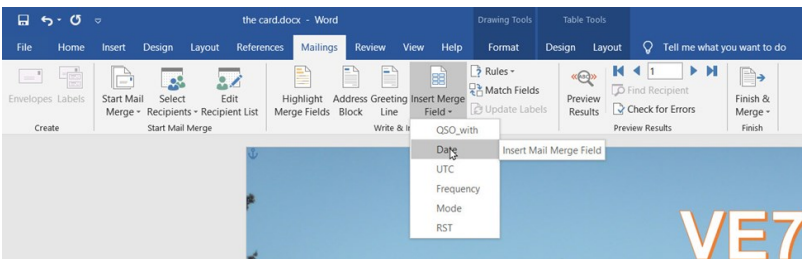 the card.docx - Word
Drawing Tools
Table Tools
File Home Insert Design Layout References Mailings Review View Help Format Design Layout Tell me what you want to do
Envelopes Labels
Create
Start Mail Merge
Select Recipients
Edit Recipient List
Start Mail Merge
Highlight Merge Fields
Address Block
Greeting Line
Insert Merge Field
Rules
Match Fields
Update Labels
Write & I
Preview Results
ABC
1
Find Recipient
Check for Errors
Preview Results
Finish & Merge
Finish
QSO_with
Date
Insert Mail Merge Field
UTC
Frequency
Mode
RST
VE7